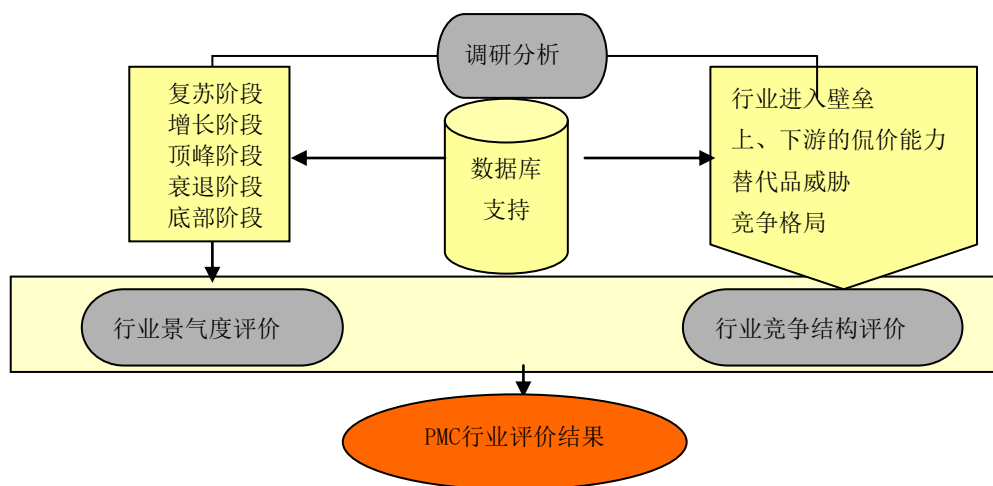 调研分析
复苏阶段
增长阶段
顶峰阶段
衰退阶段
底部阶段
数据库
支持
行业进入壁垒
上、下游的侃价能力
替代品威胁
竞争格局
行业景气度评价
行业竞争结构评价
PMC行业评价结果